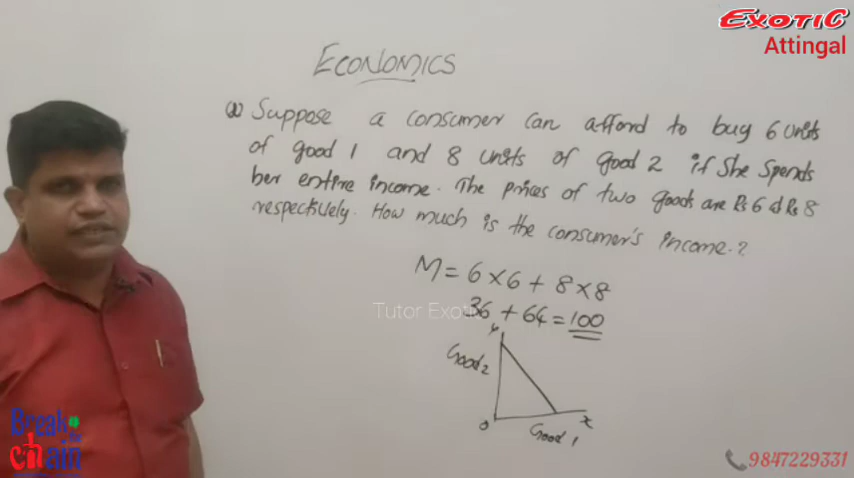 EXOTIC
Attingal
ECONOMICS
Q) Suppose a consumer can afford to buy 6 units
of good 1 and 8 units of good 2 if she spends
her entire income. The prices of two goods are Rs 6 & Rs 8
respectively. How much is the consumer's income.?
M = 6 × 6 + 8 × 8
36 + 64 = 100
Tutor Exotic
Y
Good 2
O
Good 1
X
Break
the
chain
9847229331